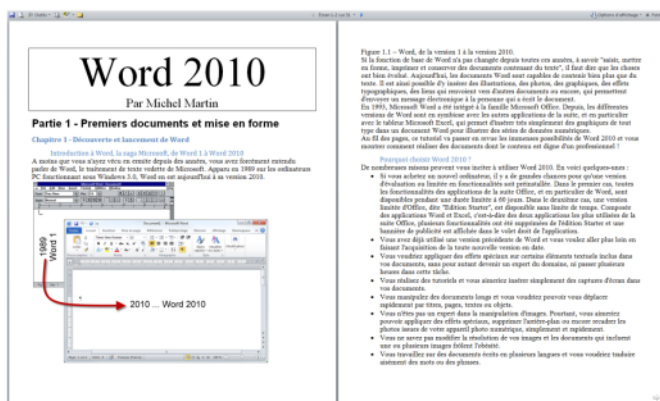 Word 2010
Par Michel Martin
Partie 1 - Premiers documents et mise en forme
Chapitre 1 - Découverte et lancement de Word
Introduction à Word, la saga Microsoft, de Word 1 à Word 2010
A moins que vous n'ayez vécu en ermite depuis des années, vous avez forcément entendu
parler de Word, le traitement de texte vedette de Microsoft. Apparu en 1989 sur les ordinateurs
PC fonctionnant sous Windows 3.0, Word en est aujourd'hui à sa version 2010.
1989
Word 1
2010 ... Word 2010
Figure 1.1 – Word, de la version 1 à la version 2010.
Si la fonction de base de Word n'a pas changée depuis toutes ces années, à savoir "saisir, mettre
en forme, imprimer et conserver des documents contenant du texte", il faut dire que les choses
ont bien évolué. Aujourd'hui, les documents Word sont capables de contenir bien plus que du
texte. Il est ainsi possible d'y insérer des illustrations, des photos, des graphiques, des effets
typographiques, des liens qui renvoient vers d'autres documents ou encore, qui permettent
d'envoyer un message électronique à la personne qui a écrit le document.
En 1993, Microsoft Word a été intégré à la famille Microsoft Office. Depuis, les différentes
versions de Word sont en symbiose avec les autres applications de la suite, et en particulier
avec le tableur Microsoft Excel, qui permet d'insérer très simplement des graphiques de tout
type dans un document Word pour illustrer des séries de données numériques.
Au fil des pages, ce tutoriel va passer en revue les immenses possibilités de Word 2010 et vous
montrer comment réaliser des documents dont le contenu est digne d'un professionnel !
Pourquoi choisir Word 2010 ?
De nombreuses raisons peuvent vous inciter à utiliser Word 2010. En voici quelques-unes :
• Si vous achetez un nouvel ordinateur, il y a de grandes chances pour qu'une version
d'évaluation ou limitée en fonctionnalités soit préinstallée. Dans le premier cas, toutes
les fonctionnalités des applications de la suite Office, et en particulier de Word, sont
disponibles pendant une durée limitée à 60 jours. Dans le deuxième cas, une version
limitée d'Office, dite "Edition Starter", est disponible sans limite de temps. Composée
des applications Word et Excel, c'est-à-dire des deux applications les plus utilisées de la
suite Office, plusieurs fonctionnalités ont été supprimées de l'édition Starter et une
bannière de publicité est affichée dans le volet droit de l'application.
• Vous avez déjà utilisé une version précédente de Word et vous voulez aller plus loin en
faisant l'acquisition de la toute nouvelle version en date.
• Vous voudriez appliquer des effets spéciaux sur certains éléments textuels inclus dans
vos documents, sans pour autant devenir un expert du domaine, ni passer plusieurs
heures dans cette tâche.
• Vous réalisez des tutoriels et vous aimeriez insérer simplement des captures d'écran dans
vos documents.
• Vous manipulez des documents longs et vous voudriez pouvoir vous déplacer
rapidement par titres, pages, textes ou objets.
• Vous n'êtes pas un expert dans la manipulation d'images. Pourtant, vous aimeriez
pouvoir appliquer des effets spéciaux, supprimer l'arrière-plan ou encore recadrer les
photos issues de votre appareil photo numérique, simplement et rapidement.
• Vous ne savez pas modifier la résolution de vos images et les documents qui incluent
une ou plusieurs images frôlent l'obésité.
• Vous travaillez sur des documents écrits en plusieurs langues et vous voudriez traduire
aisément des mots ou des phrases.